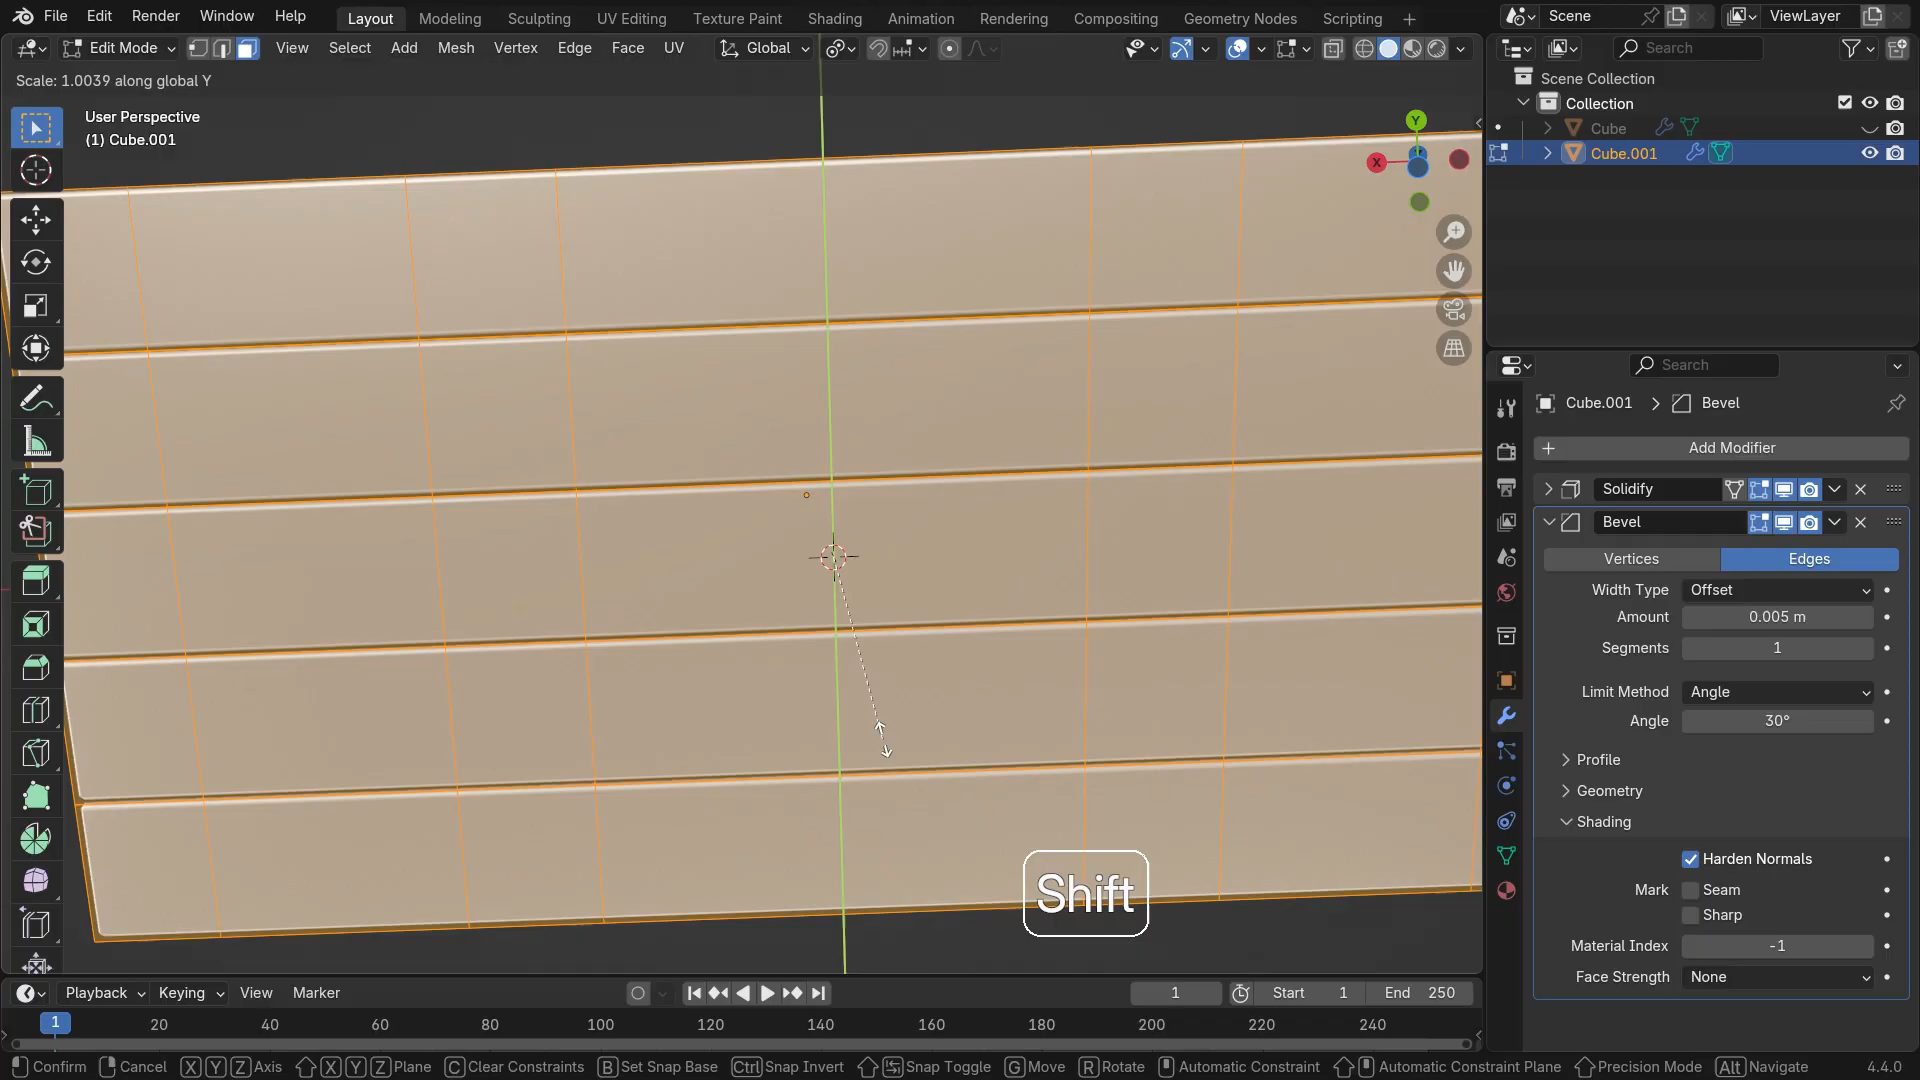 File Edit Render Window Help Layout Modeling Sculpting UV Editing Texture Paint Shading Animation Rendering Compositing Geometry Nodes Scripting + Scene ViewLayer
Edit Mode View Select Add Mesh Vertex Edge Face UV Global Search
Scale: 1.0039 along global Y
Scene Collection
Collection
User Perspective
(1) Cube.001
Cube
Cube.001
Y
X
Search
Cube.001 > Bevel
+ Add Modifier
Solidify
Bevel
Vertices Edges
Width Type Offset
Amount 0.005 m
Segments 1
Limit Method Angle
Angle 30°
Profile
Geometry
Shading
Harden Normals
Mark Seam
Sharp
Material Index -1
Face Strength None
Shift
Playback Keying View Marker 1 Start 1 End 250
1 20 40 60 80 100 120 140 160 180 200 220 240
Confirm Cancel X Y Z Axis X Y Z Plane C Clear Constraints B Set Snap Base Ctrl Snap Invert Snap Toggle G Move R Rotate Automatic Constraint Automatic Constraint Plane Precision Mode Alt Navigate 4.4.0